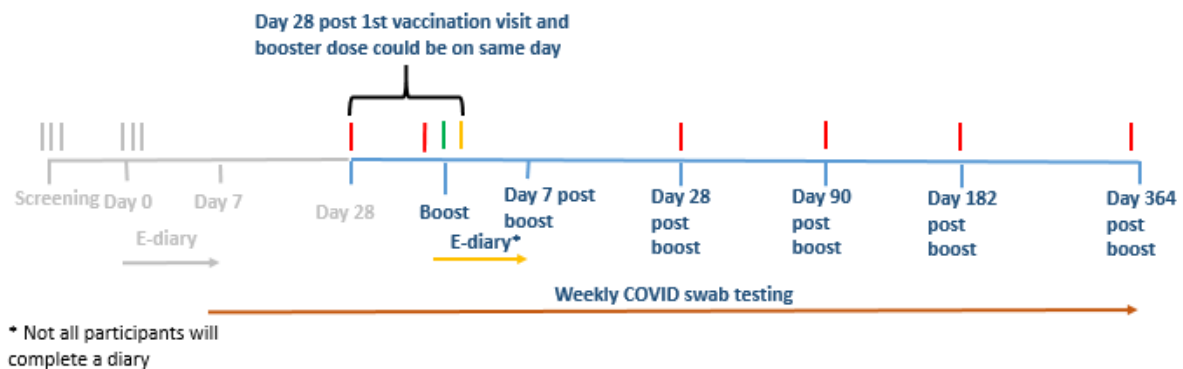 Day 28 post 1st vaccination visit and
booster dose could be on same day
Screening
Day 0
Day 7
Day 28
Boost
Day 7 post
boost
Day 28
post
boost
Day 90
post
boost
Day 182
post
boost
Day 364
post
boost
E-diary
E-diary*
Weekly COVID swab testing
* Not all participants will
complete a diary